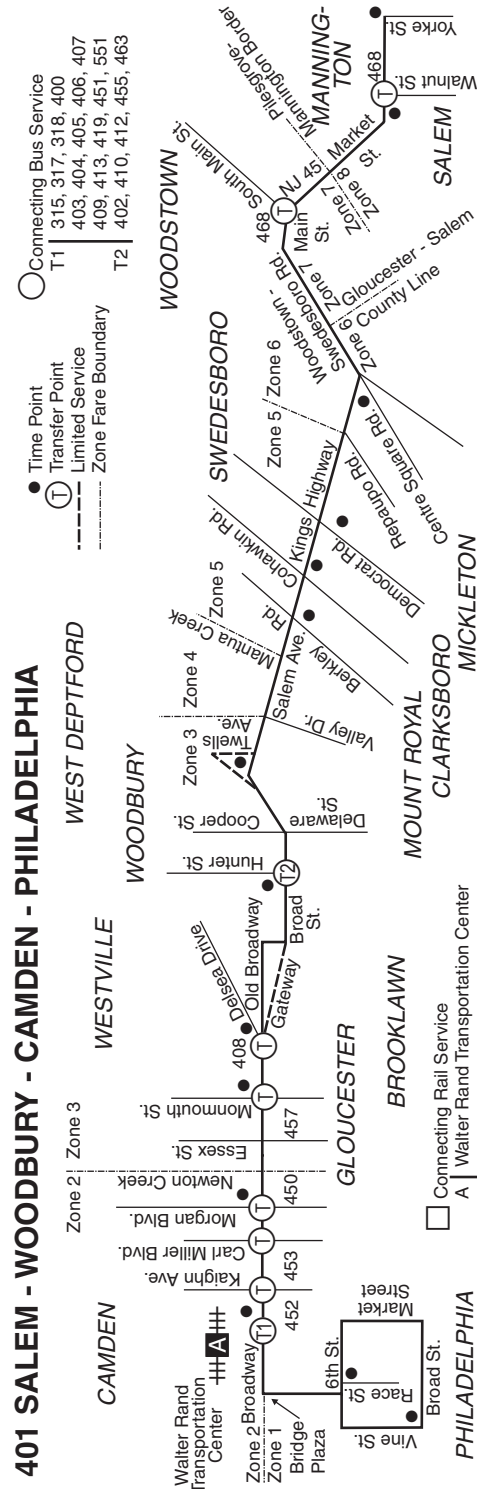 401 SALEM - WOODBURY - CAMDEN - PHILADELPHIA
● Time Point
Ⓣ Transfer Point
Limited Service
Zone Fare Boundary
Connecting Bus Service
T1 315, 317, 318, 400
403, 404, 405, 406, 407
409, 413, 419, 451, 551
T2 402, 410, 412, 455, 463
CAMDEN
WESTVILLE
WOODBURY
WEST DEPTFORD
SWEDESBORO
WOODSTOWN
MANNING-
TON
SALEM
Walter Rand
Transportation
Center
A
Zone 2
Zone 1
Broadway
Bridge
Plaza
6th St.
Race St.
Vine St.
Broad St.
Market
Street
PHILADELPHIA
T1
452
Kaighn Ave.
T
453
Carl Miller Blvd.
T
Morgan Blvd.
T
450
Newton Creek
Zone 2
Zone 3
Essex St.
Monmouth St.
T
457
408
T
Delsea Drive
Old Broadway
Gateway
Broad
St.
Hunter St.
T2
Cooper St.
Delaware
St.
Twells
Ave.
Zone 3
Zone 4
Valley Dr.
Salem Ave.
Mantua Creek
Zone 5
Berkley
Rd.
Cohawkin Rd.
Democrat Rd.
Kings Highway
Repaupo Rd.
Zone 5
Zone 6
Centre Square Rd.
Woodstown -
Swedesboro Rd.
Zone 7
Zone 6
Gloucester - Salem
County Line
468
T
Main
St.
South Main St.
NJ 45
Market
St.
Zone 7
Zone 8
Pilesgrove-
Mannington Border
T
468
Walnut St.
Yorke St.
GLOUCESTER
BROOKLAWN
MOUNT ROYAL
CLARKSBORO
MICKLETON
Connecting Rail Service
A Walter Rand Transportation Center